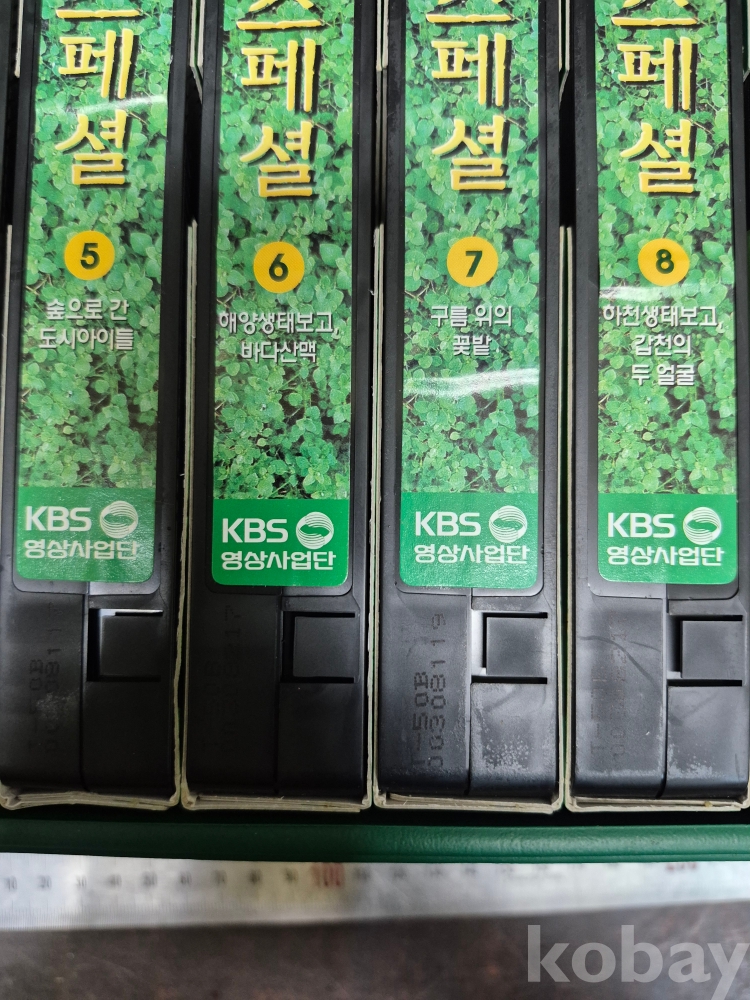 스페셜
5
숲으로 간
도시아이들
KBS
영상사업단
페셜
6
해양생태보고,
바다산맥
KBS
영상사업단
스페셜
7
구름 위의
꽃밭
KBS
영상사업단
T-50B
00308119
스페셜
8
하천생태보고,
갑천의
두 얼굴
KBS
영상사업단
100
kobay